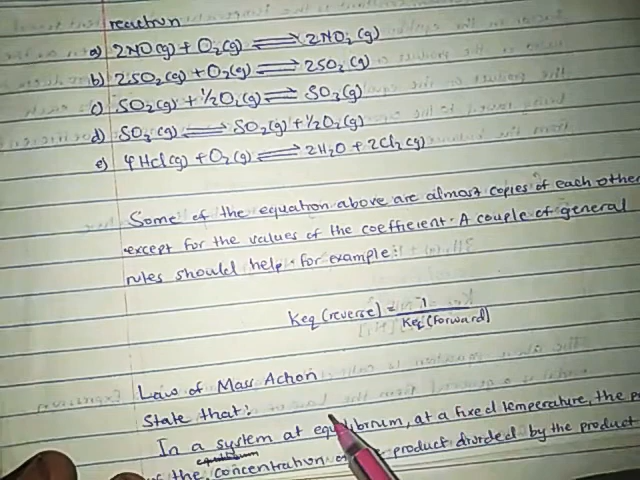 reaction
a) 2NO(g) + O₂(g) ⇌ 2NO₂(g)
b) 2SO₂(g) + O₂(g) ⇌ 2SO₂(g)
c) SO₂(g) + ½O₂(g) ⇌ SO₃(g)
d) SO₃(g) ⇌ SO₂(g) + ½O₂(g)
e) 4Hcl(g) + O₂(g) ⇌ 2H₂O + 2Cl₂(g)
Some of the equation above are almost copies of each other
except for the values of the coefficient. A couple of general
rules should help. for example:
Keq (reverse) = 1 / Keq (forward)
Law of Mass Action
State that:
In a system at equilibrum, at a fixed temperature, the
the concentration product divided by the product